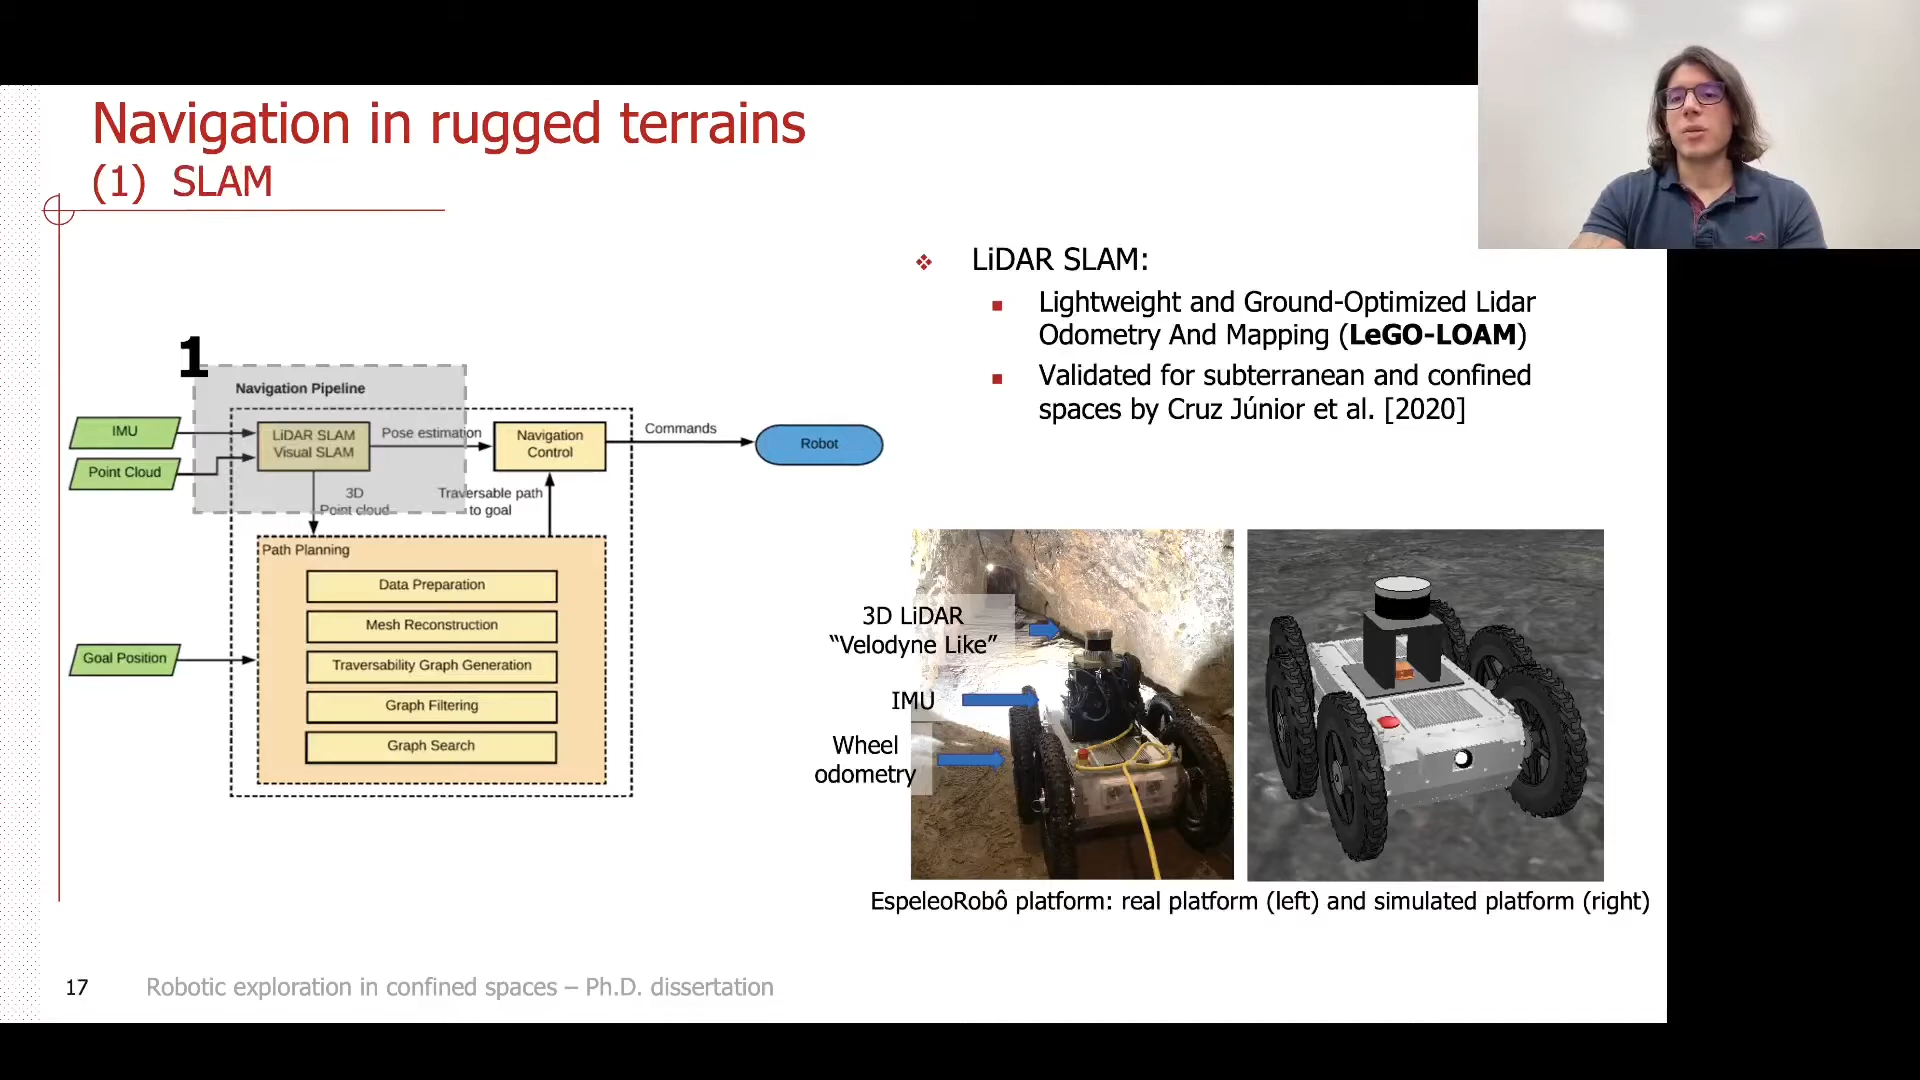 Navigation in rugged terrains
(1) SLAM
1
Navigation Pipeline
IMU
Point Cloud
LiDAR SLAM
Visual SLAM
Pose estimation
Navigation
Control
Commands
Robot
3D
Point cloud
Traversable path
to goal
Goal Position
Path Planning
Data Preparation
Mesh Reconstruction
Traversability Graph Generation
Graph Filtering
Graph Search
LiDAR SLAM:
Lightweight and Ground-Optimized Lidar
Odometry And Mapping (LeGO-LOAM)
Validated for subterranean and confined
spaces by Cruz Júnior et al. [2020]
3D LiDAR
“Velodyne Like”
IMU
Wheel
odometry
EspeleoRobô platform: real platform (left) and simulated platform (right)
17
Robotic exploration in confined spaces – Ph.D. dissertation